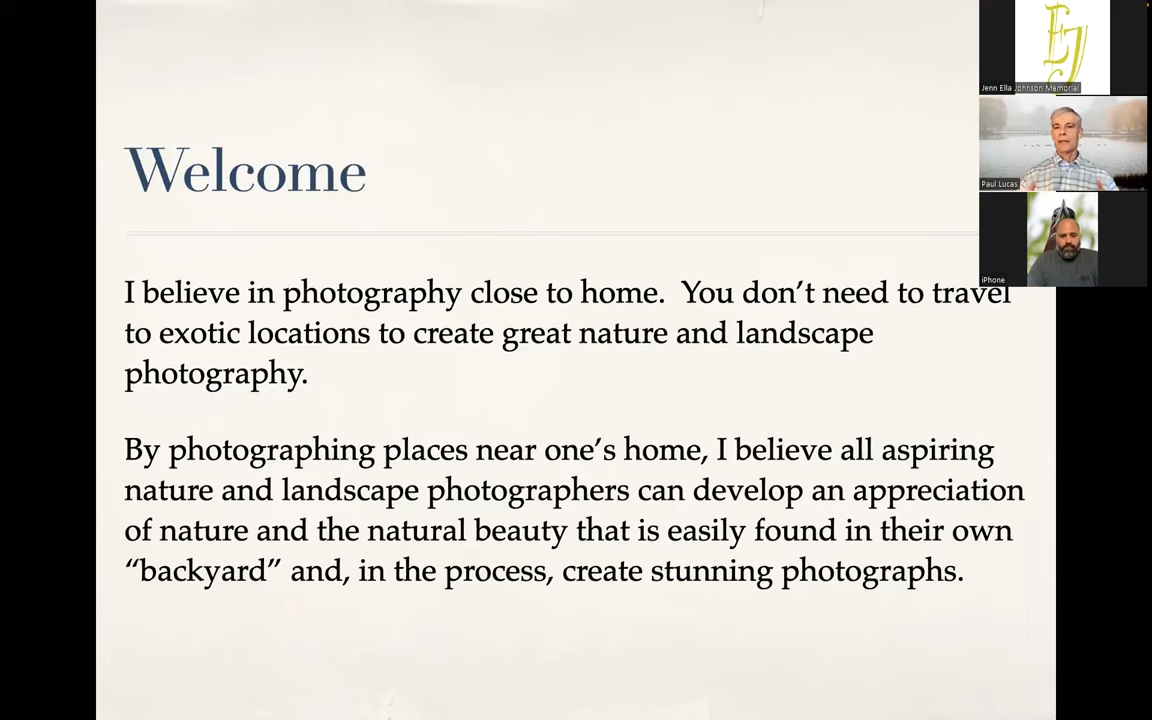 Welcome
I believe in photography close to home.  You don’t need to travel
to exotic locations to create great nature and landscape
photography.
By photographing places near one’s home, I believe all aspiring
nature and landscape photographers can develop an appreciation
of nature and the natural beauty that is easily found in their own
“backyard” and, in the process, create stunning photographs.
EJ
Jenn Ella Johnson Memorial
Paul Lucas
iPhone